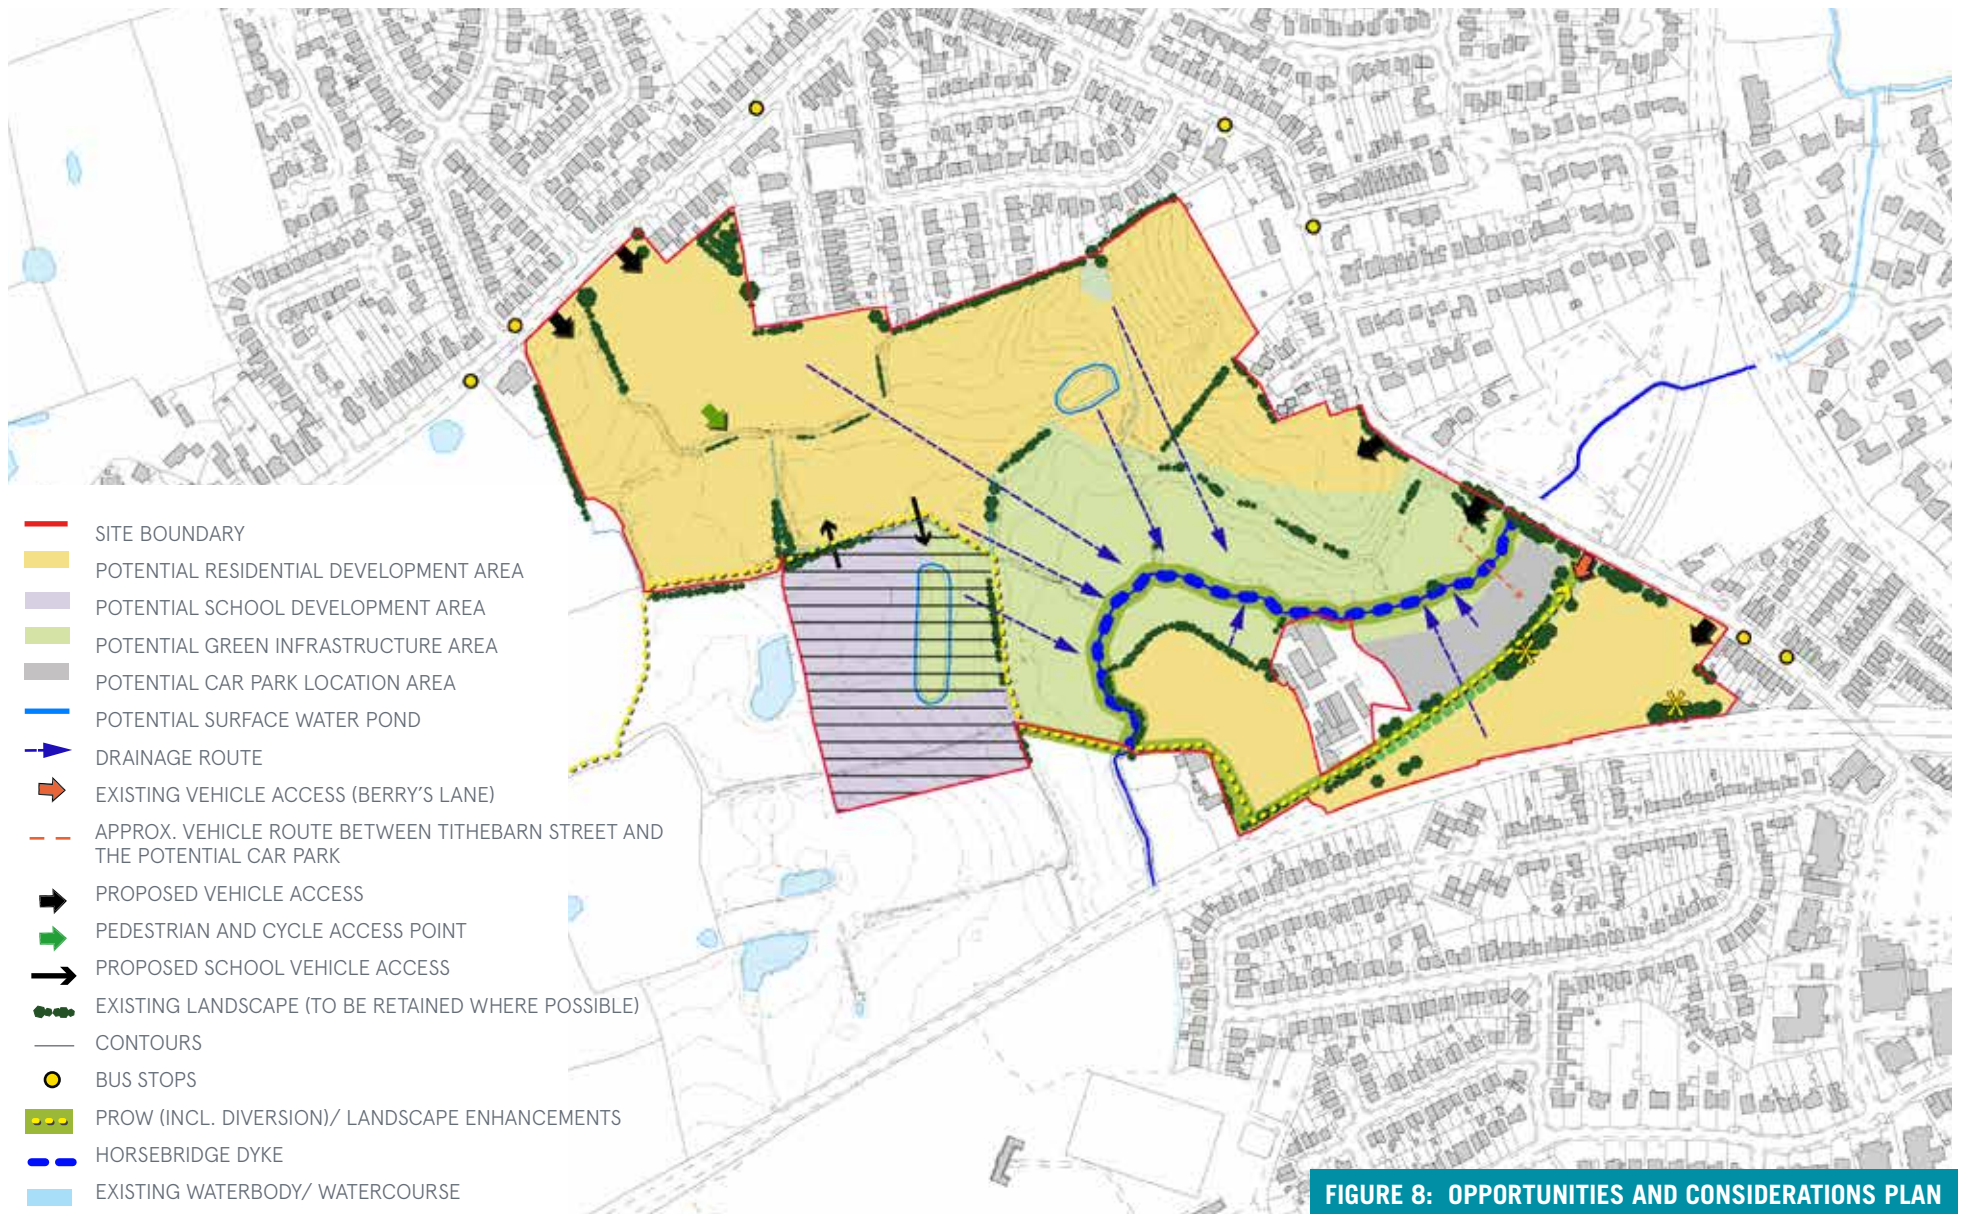 SITE BOUNDARY
POTENTIAL RESIDENTIAL DEVELOPMENT AREA
POTENTIAL SCHOOL DEVELOPMENT AREA
POTENTIAL GREEN INFRASTRUCTURE AREA
POTENTIAL CAR PARK LOCATION AREA
POTENTIAL SURFACE WATER POND
DRAINAGE ROUTE
EXISTING VEHICLE ACCESS (BERRY'S LANE)
APPROX. VEHICLE ROUTE BETWEEN TITHEBARN STREET AND
THE POTENTIAL CAR PARK
PROPOSED VEHICLE ACCESS
PEDESTRIAN AND CYCLE ACCESS POINT
PROPOSED SCHOOL VEHICLE ACCESS
EXISTING LANDSCAPE (TO BE RETAINED WHERE POSSIBLE)
CONTOURS
BUS STOPS
PROW (INCL. DIVERSION)/ LANDSCAPE ENHANCEMENTS
HORSEBRIDGE DYKE
EXISTING WATERBODY/ WATERCOURSE
FIGURE 8: OPPORTUNITIES AND CONSIDERATIONS PLAN